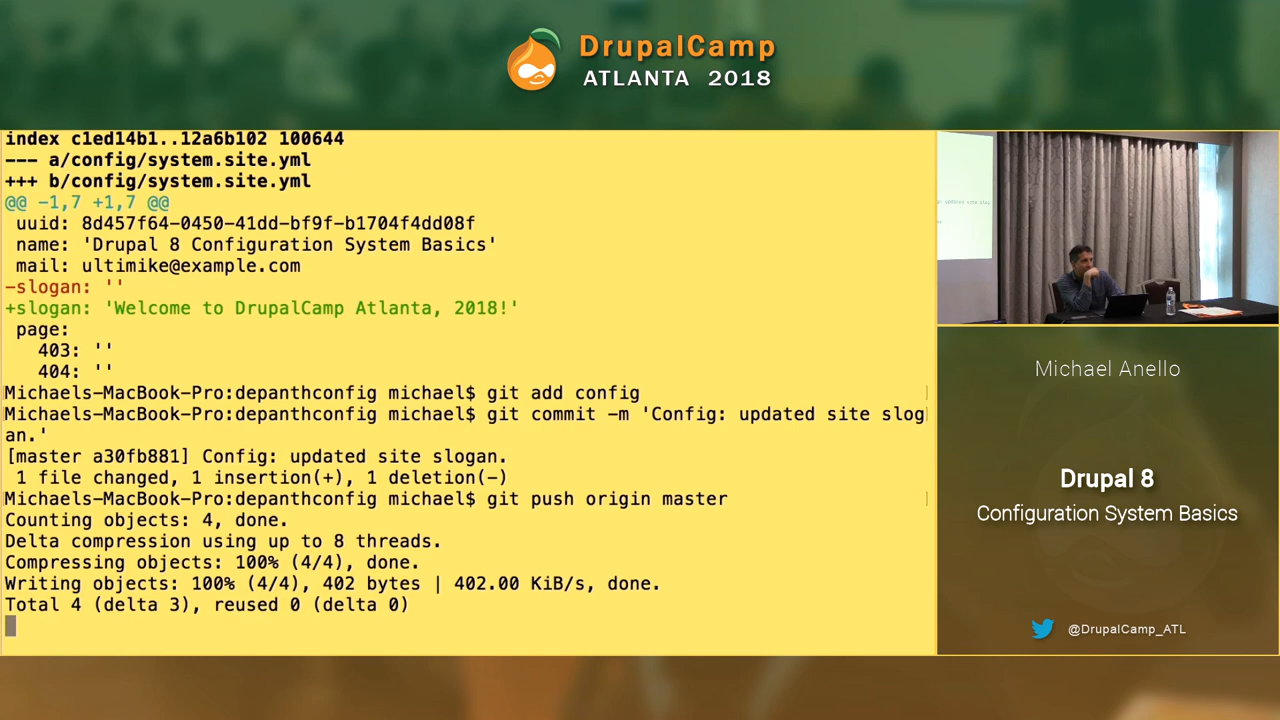 DrupalCamp
ATLANTA 2018
index c1ed14b1..12a6b102 100644
--- a/config/system.site.yml
+++ b/config/system.site.yml
@@ -1,7 +1,7 @@
 uuid: 8d457f64-0450-41dd-bf9f-b1704f4dd08f
 name: 'Drupal 8 Configuration System Basics'
 mail: ultimike@example.com
-slogan: ''
+slogan: 'Welcome to DrupalCamp Atlanta, 2018!'
 page:
   403: ''
   404: ''
Michaels-MacBook-Pro:depanthconfig michael$ git add config
Michaels-MacBook-Pro:depanthconfig michael$ git commit -m 'Config: updated site slog
an.'
[master a30fb881] Config: updated site slogan.
 1 file changed, 1 insertion(+), 1 deletion(-)
Michaels-MacBook-Pro:depanthconfig michael$ git push origin master
Counting objects: 4, done.
Delta compression using up to 8 threads.
Compressing objects: 100% (4/4), done.
Writing objects: 100% (4/4), 402 bytes | 402.00 KiB/s, done.
Total 4 (delta 3), reused 0 (delta 0)
updated site slog
Michael Anello
Drupal 8
Configuration System Basics
@DrupalCamp_ATL